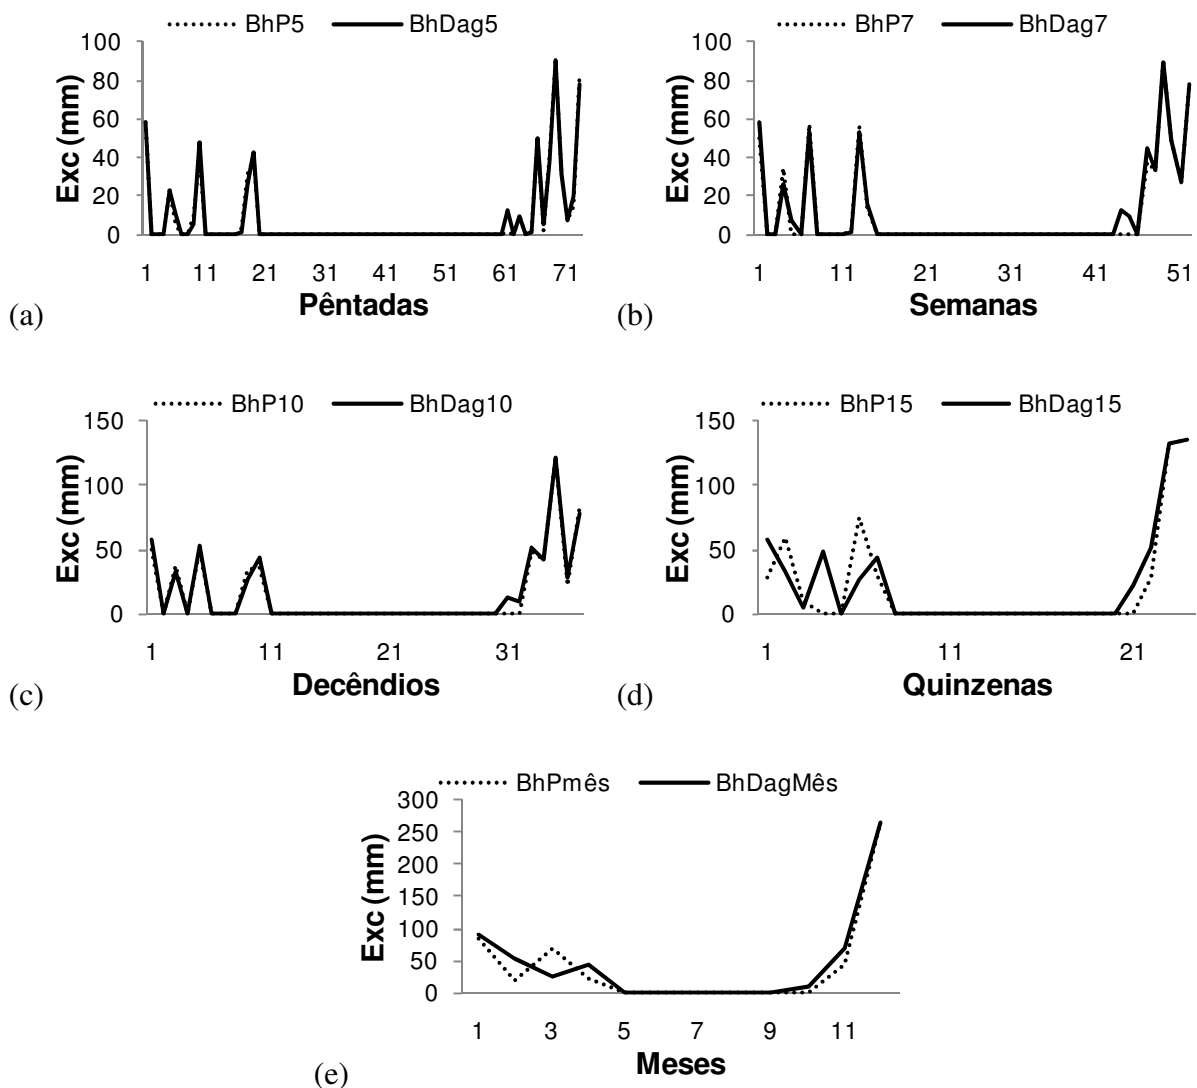 BhP5 BhDag5
100
80
60
40
20
0
Exc (mm)
1 11 21 31 41 51 61 71
Pêntadas
(a)
BhP7 BhDag7
100
80
60
40
20
0
Exc (mm)
1 11 21 31 41 51
Semanas
(b)
BhP10 BhDag10
150
100
50
0
Exc (mm)
1 11 21 31
Decêndios
(c)
BhP15 BhDag15
150
100
50
0
Exc (mm)
1 11 21
Quinzenas
(d)
BhPmês BhDagMês
300
250
200
150
100
50
0
Exc (mm)
1 3 5 7 9 11
Meses
(e)